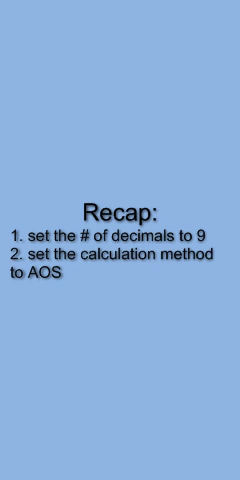 Recap:
1. set the # of decimals to 9
2. set the calculation method
to AOS